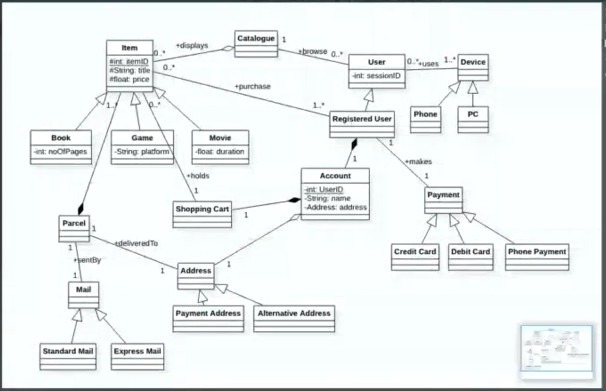 Catalogue
1
Item
#int: itemID
#String: title
#float: price
0..*
+displays
+browse
0..*
User
-int: sessionID
0..*
+uses
1..*
Device
0..*
+purchase
1..*
Registered User
Phone
PC
1..*
0..*
Book
-int: noOfPages
Game
-String: platform
Movie
-float: duration
1
+makes
1
+holds
1
1
Account
-int: UserID
-String: name
-Address: address
Shopping Cart
1
Payment
Parcel
1
+deliveredTo
1
1
Credit Card
Debit Card
Phone Payment
1
+sentBy
1
Address
Mail
Payment Address
Alternative Address
Standard Mail
Express Mail